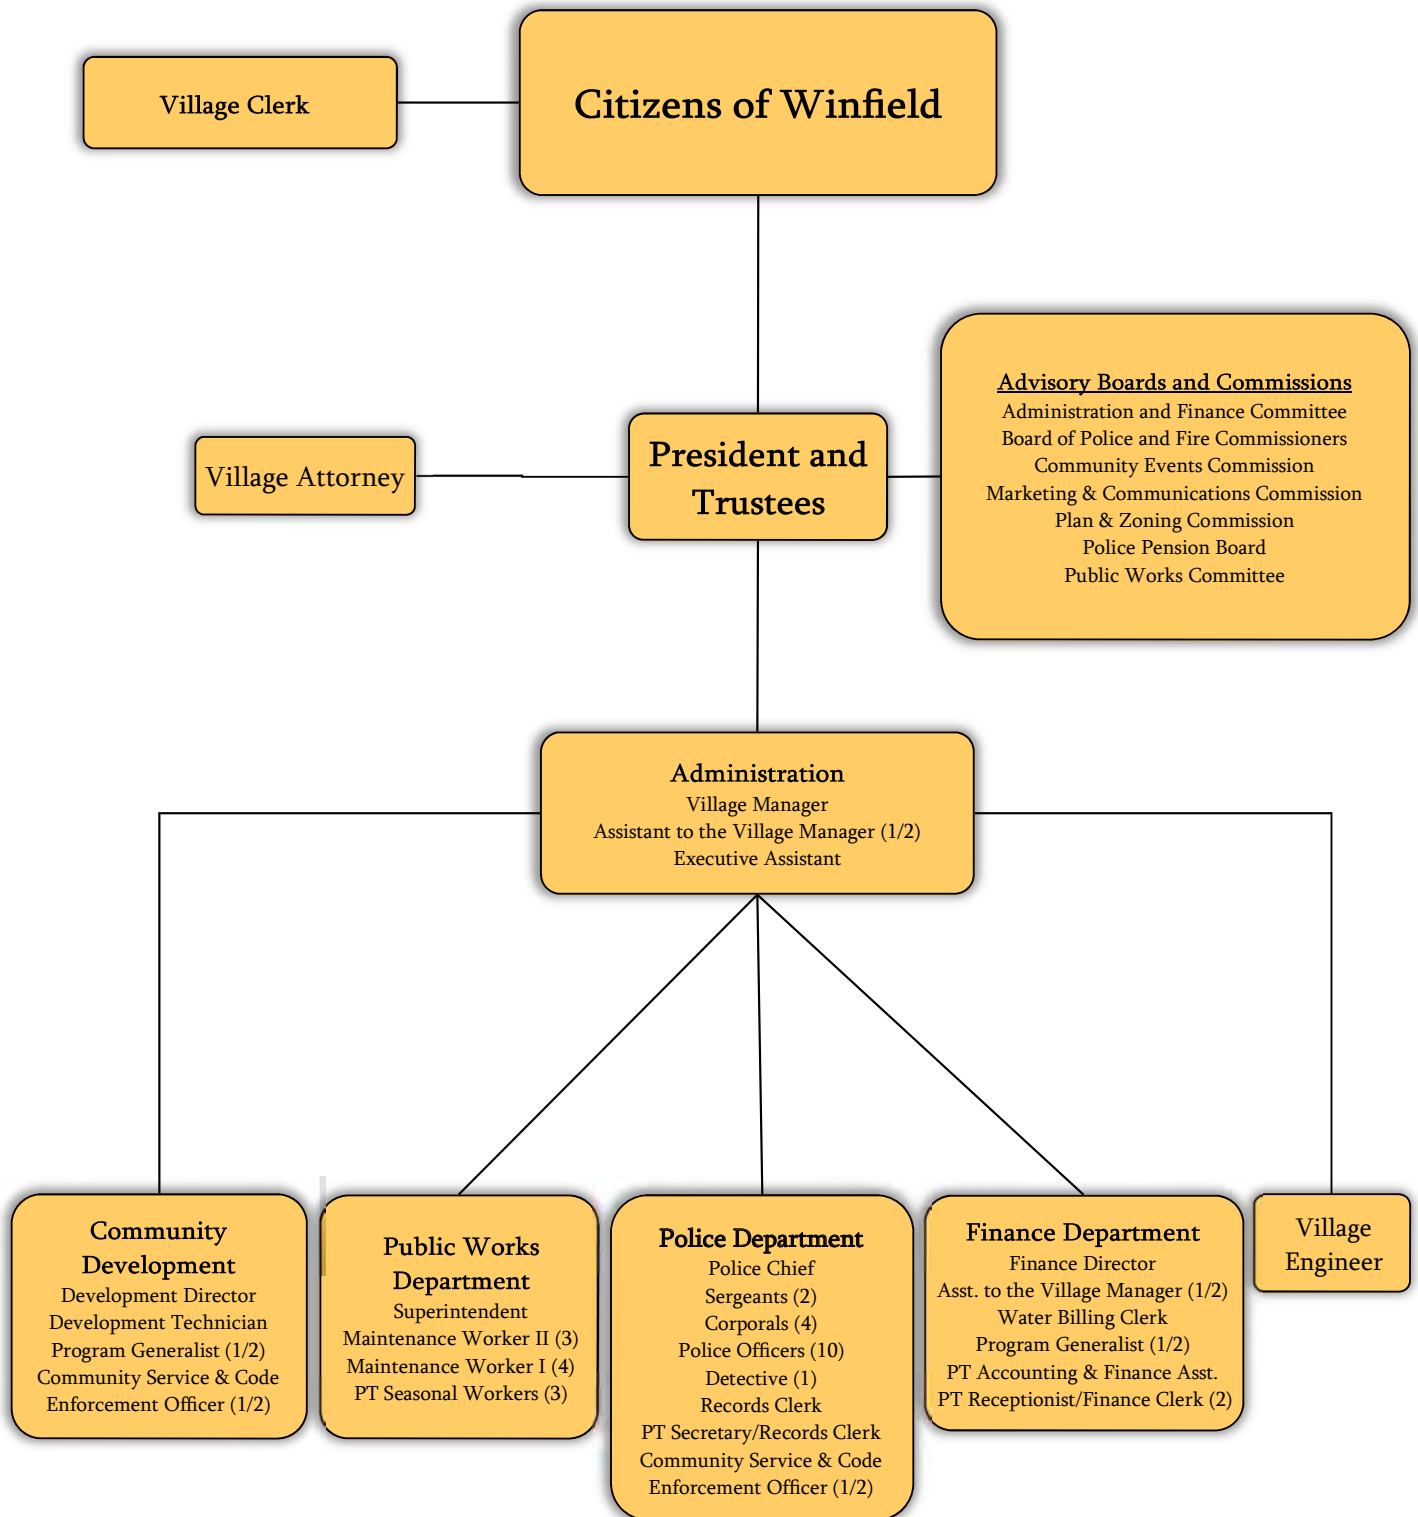 Village Clerk
Citizens of Winfield
Advisory Boards and Commissions
Administration and Finance Committee
Board of Police and Fire Commissioners
Community Events Commission
Marketing & Communications Commission
Plan & Zoning Commission
Police Pension Board
Public Works Committee
Village Attorney
President and
Trustees
Administration
Village Manager
Assistant to the Village Manager (1/2)
Executive Assistant
Community
Development
Development Director
Development Technician
Program Generalist (1/2)
Community Service & Code
Enforcement Officer (1/2)
Public Works
Department
Superintendent
Maintenance Worker II (3)
Maintenance Worker I (4)
PT Seasonal Workers (3)
Police Department
Police Chief
Sergeants (2)
Corporals (4)
Police Officers (10)
Detective (1)
Records Clerk
PT Secretary/Records Clerk
Community Service & Code
Enforcement Officer (1/2)
Finance Department
Finance Director
Asst. to the Village Manager (1/2)
Water Billing Clerk
Program Generalist (1/2)
PT Accounting & Finance Asst.
PT Receptionist/Finance Clerk (2)
Village
Engineer